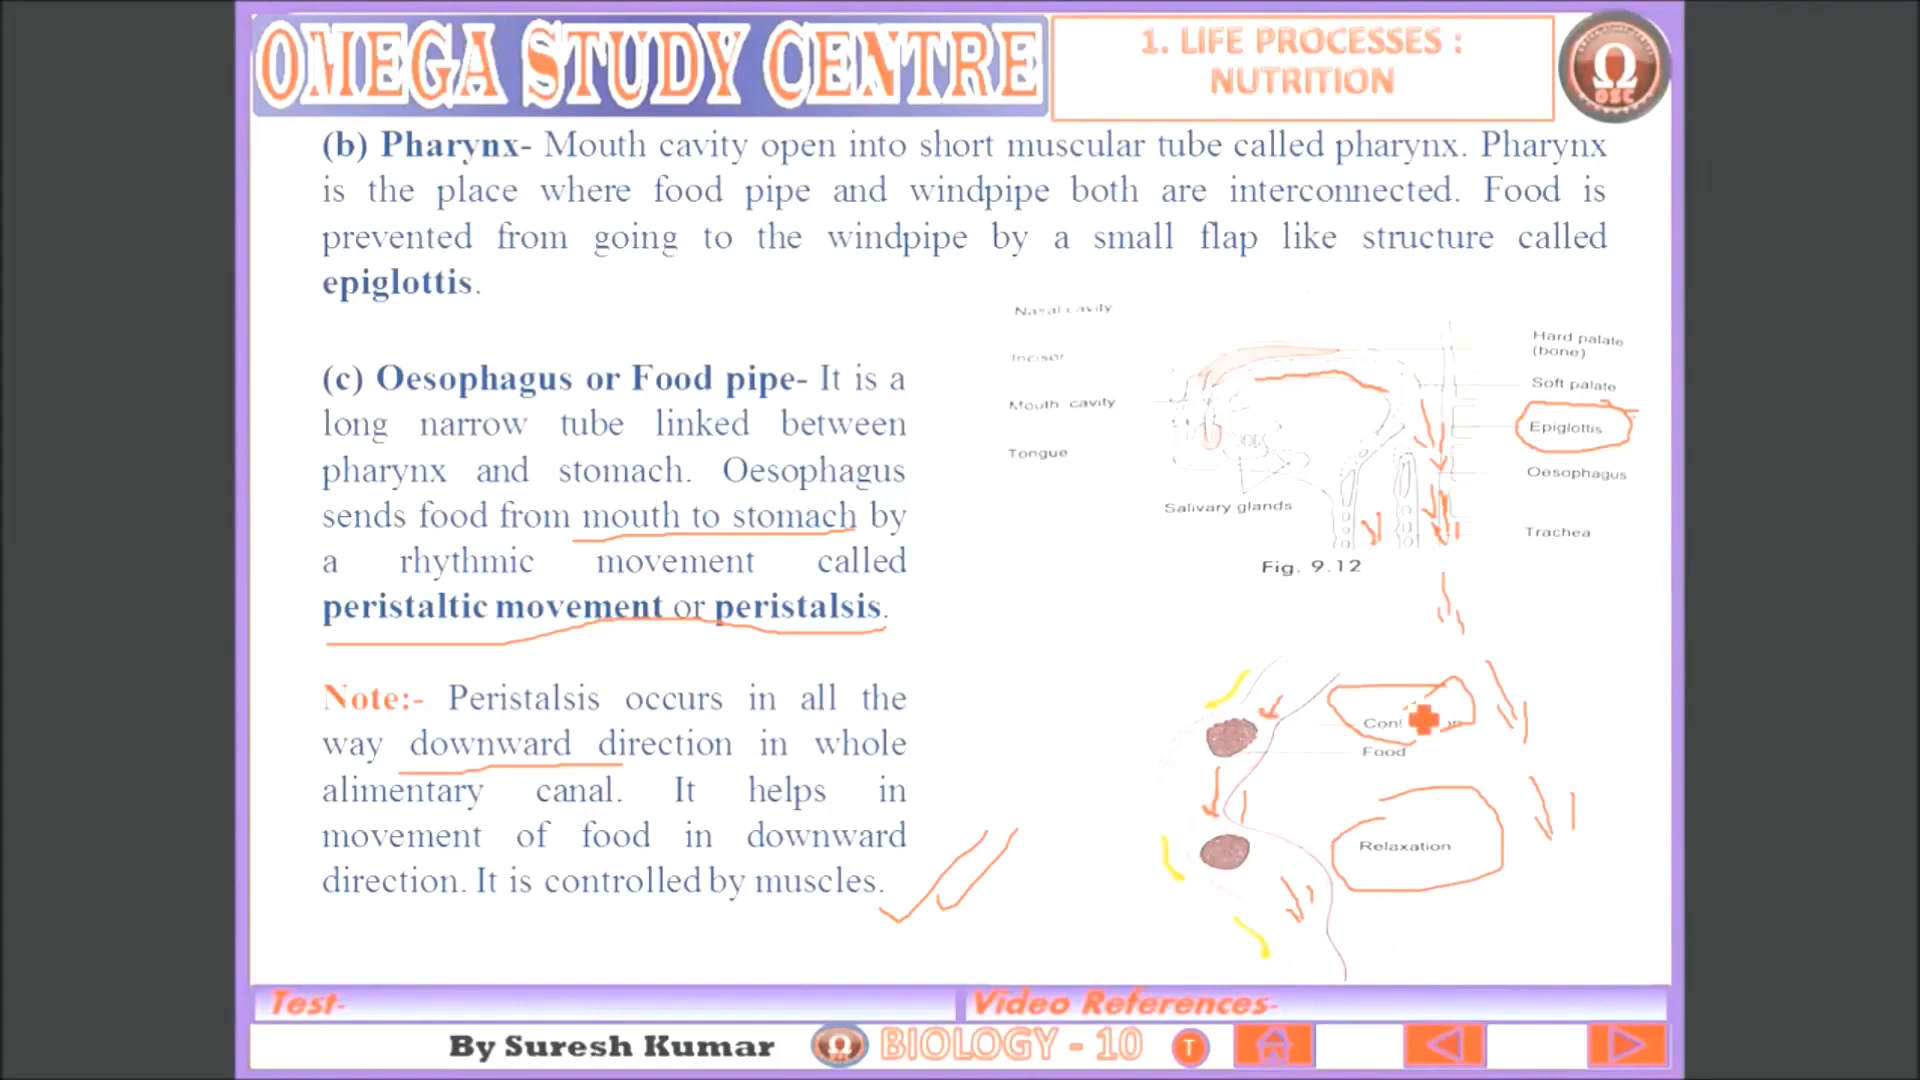 OMEGA STUDY CENTRE
1. LIFE PROCESSES :
NUTRITION
Ω
OSC
(b) Pharynx- Mouth cavity open into short muscular tube called pharynx. Pharynx
is the place where food pipe and windpipe both are interconnected. Food is
prevented from going to the windpipe by a small flap like structure called
epiglottis.
(c) Oesophagus or Food pipe- It is a
long narrow tube linked between
pharynx and stomach. Oesophagus
sends food from mouth to stomach by
a rhythmic movement called
peristaltic movement or peristalsis.
Note:- Peristalsis occurs in all the
way downward direction in whole
alimentary canal. It helps in
movement of food in downward
direction. It is controlled by muscles.
Nasal cavity
Incisor
Mouth cavity
Tongue
Salivary glands
Hard palate
(bone)
Soft palate
Epiglottis
Oesophagus
Trachea
Fig. 9.12
Food
Relaxation
Test-
Video References-
By Suresh Kumar
Ω
BIOLOGY - 10
T